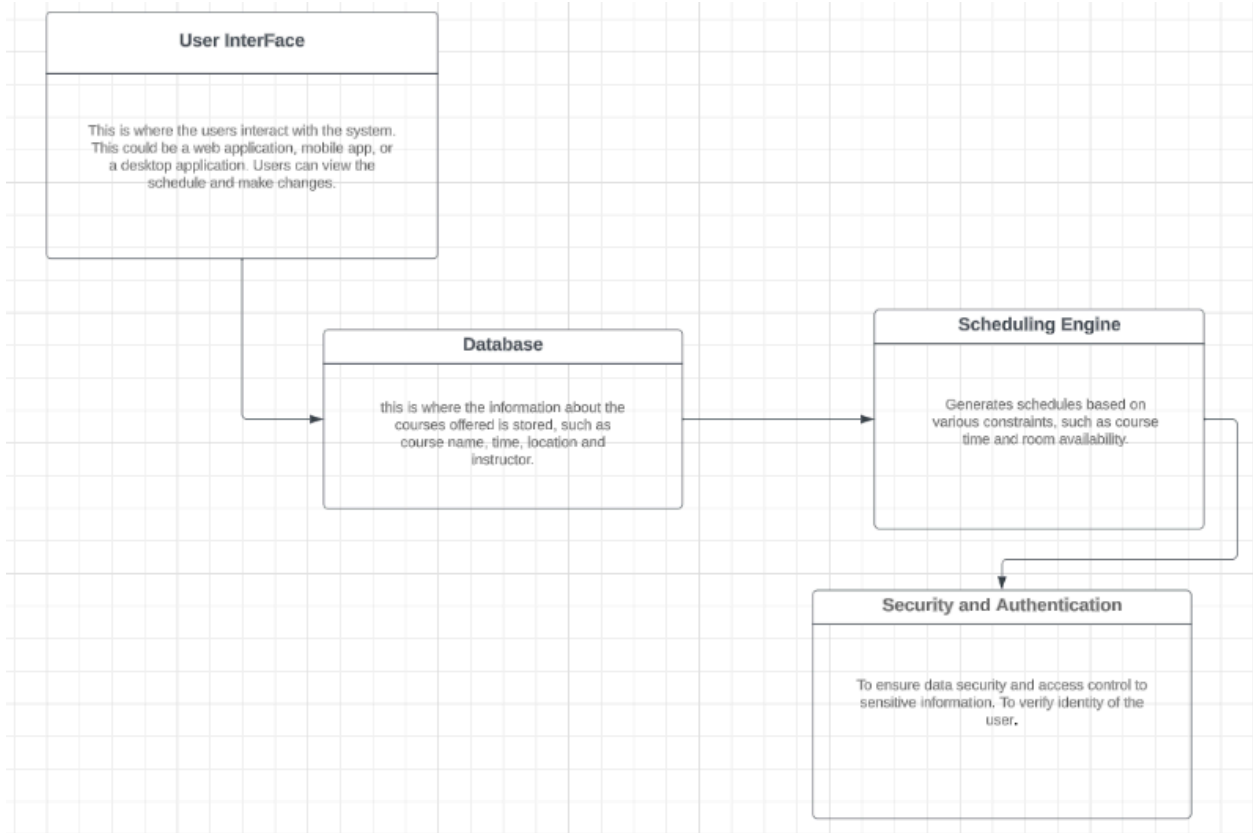 User InterFace
This is where the users interact with the system.
This could be a web application, mobile app, or
a desktop application. Users can view the
schedule and make changes.
Database
this is where the information about the
courses offered is stored, such as
course name, time, location and
instructor.
Scheduling Engine
Generates schedules based on
various constraints, such as course
time and room availability.
Security and Authentication
To ensure data security and access control to
sensitive information. To verify identity of the
user.